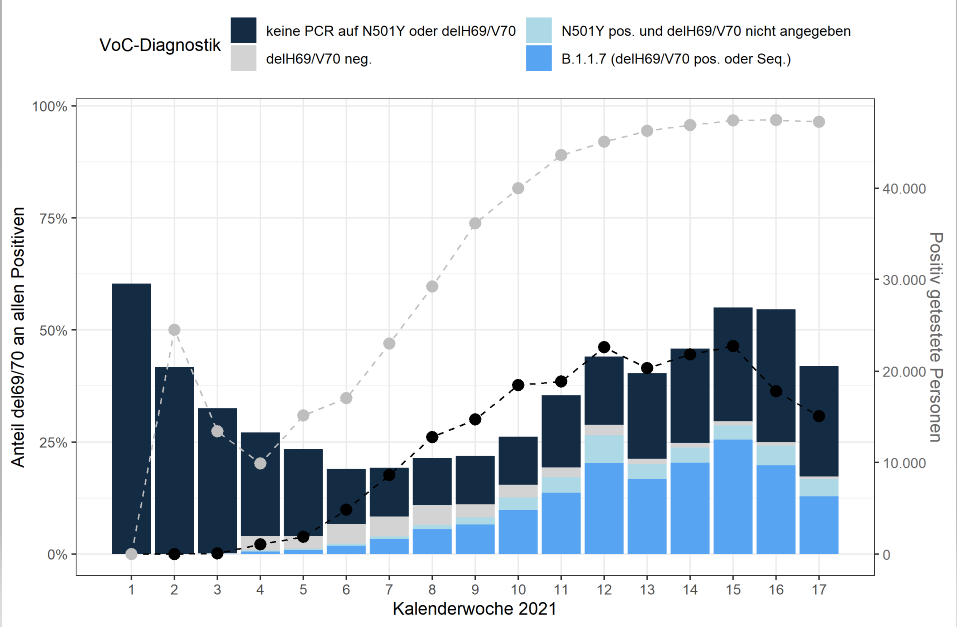 VoC-Diagnostik
keine PCR auf N501Y oder delH69/V70
N501Y pos. und delH69/V70 nicht angegeben
delH69/V70 neg.
B.1.1.7 (delH69/V70 pos. oder Seq.)
Anteil del69/70 an allen Positiven
100%
75%
50%
25%
0%
40.000
30.000
20.000
10.000
0
Positiv getestete Personen
1 2 3 4 5 6 7 8 9 10 11 12 13 14 15 16 17
Kalenderwoche 2021